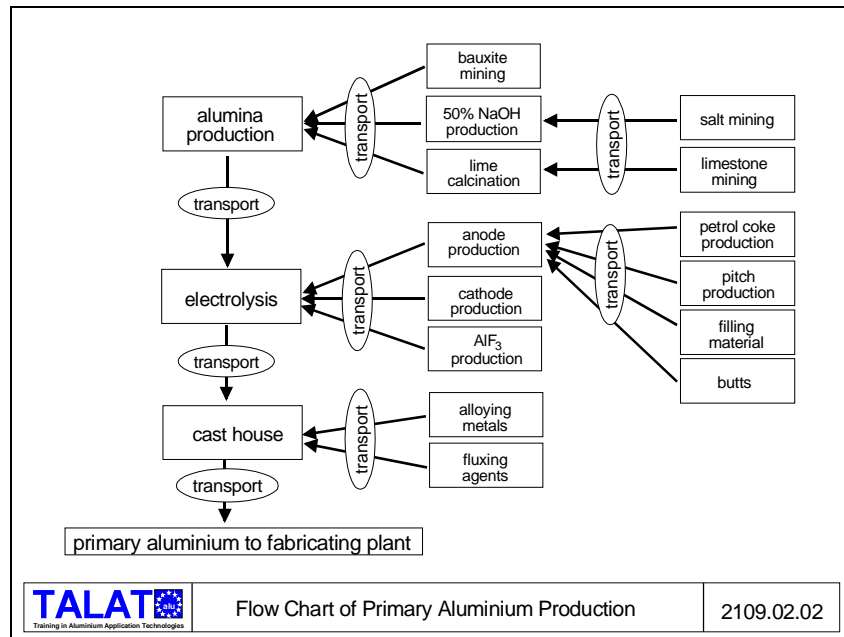 bauxite
mining
alumina
production
transport
50% NaOH
production
transport
salt mining
lime
calcination
limestone
mining
transport
anode
production
petrol coke
production
electrolysis
transport
cathode
production
transport
pitch
production
AlF3
production
filling
material
butts
transport
cast house
transport
alloying
metals
fluxing
agents
transport
primary aluminium to fabricating plant
TALAT
alu
Training in Aluminium Application Technologies
Flow Chart of Primary Aluminium Production
2109.02.02